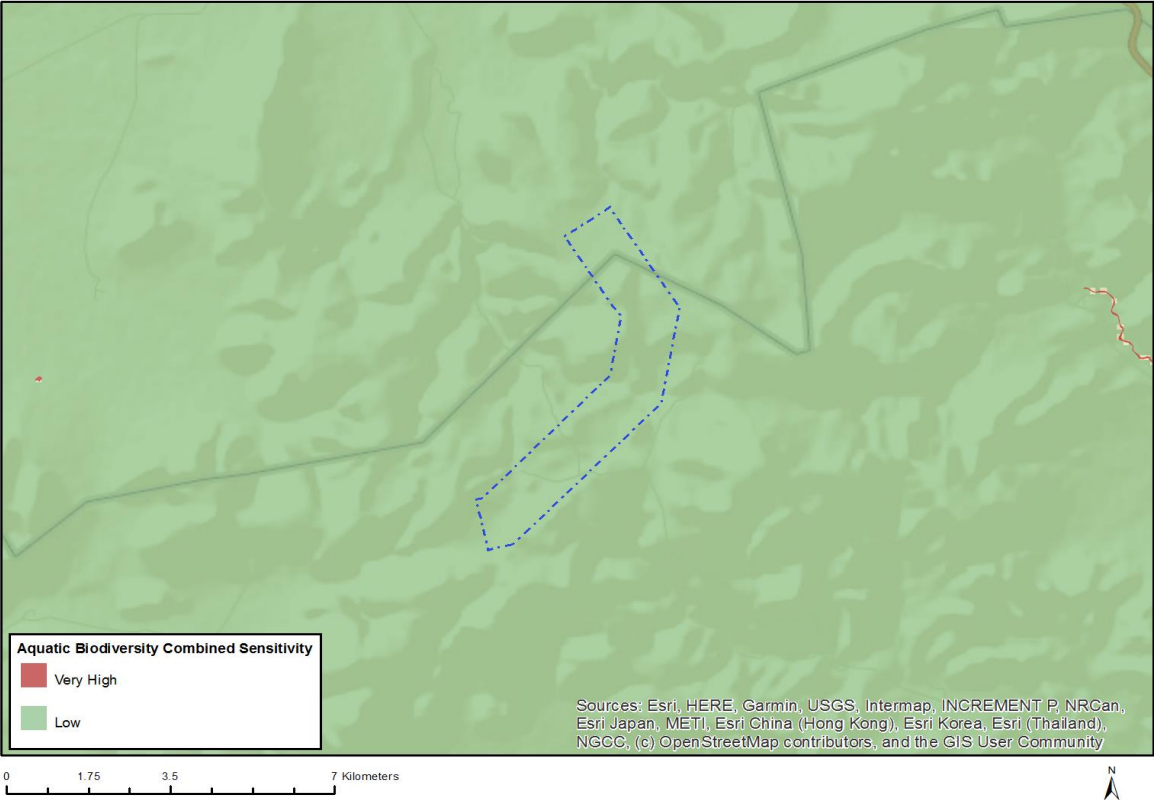 Aquatic Biodiversity Combined Sensitivity
Very High
Low
Sources: Esri, HERE, Garmin, USGS, Intermap, INCREMENT P, NRCan,
Esri Japan, METI, Esri China (Hong Kong), Esri Korea, Esri (Thailand),
NGCC, (c) OpenStreetMap contributors, and the GIS User Community
0 1.75 3.5 7 Kilometers
N